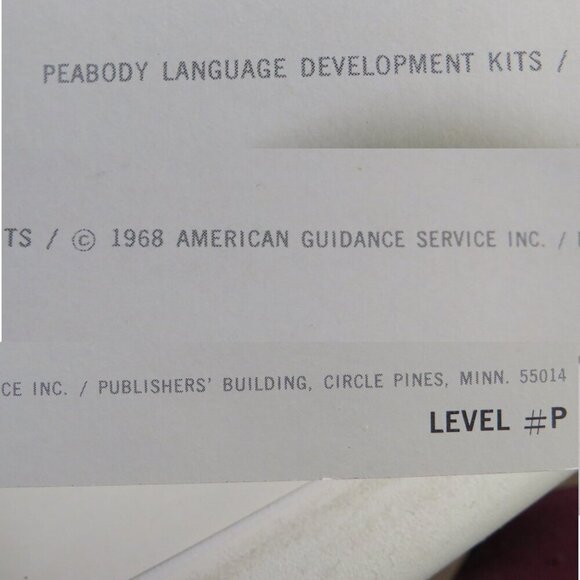 PEABODY LANGUAGE DEVELOPMENT KITS /
TS / © 1968 AMERICAN GUIDANCE SERVICE INC. /
CE INC. / PUBLISHERS' BUILDING, CIRCLE PINES, MINN. 55014
LEVEL #P